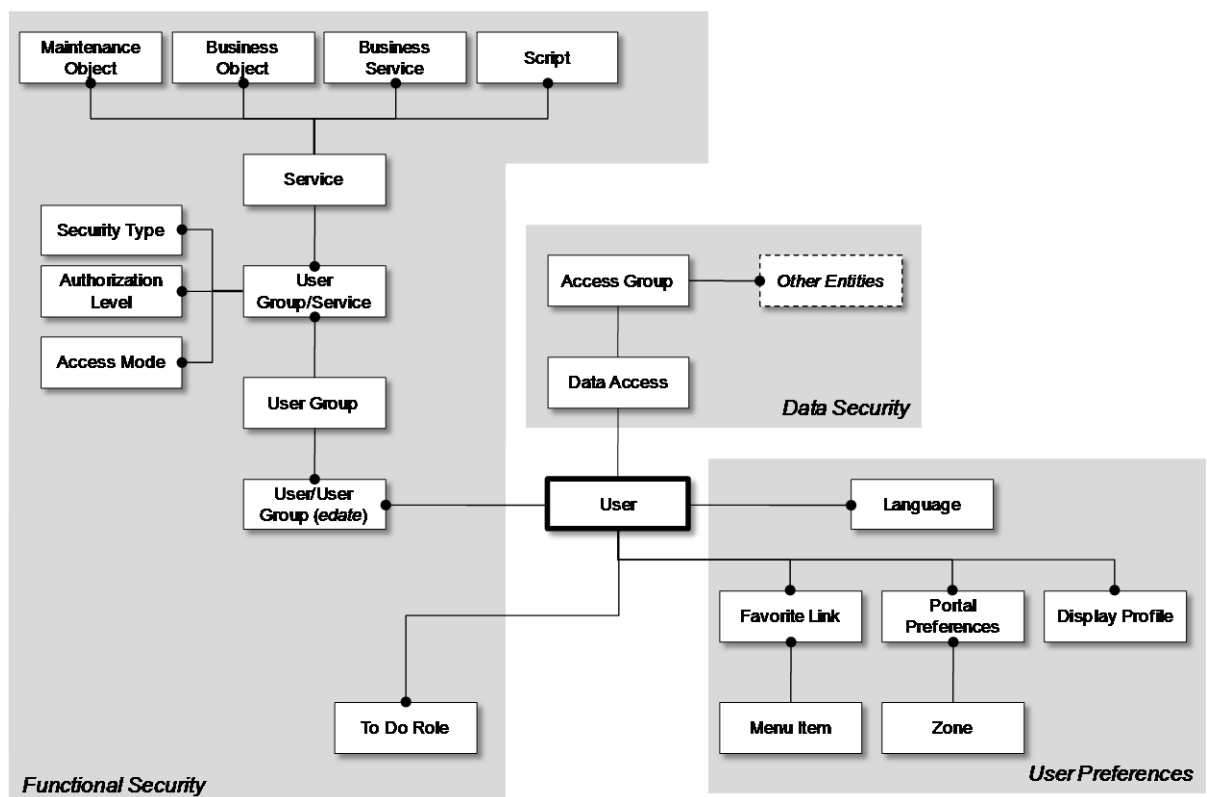 Maintenance
Object
Business
Object
Business
Service
Script
Service
Security Type
Authorization
Level
Access Mode
User
Group/Service
User Group
User/User
Group (edate)
To Do Role
Functional Security
Access Group
Other Entities
Data Access
Data Security
User
Language
Favorite Link
Portal
Preferences
Display Profile
Menu Item
Zone
User Preferences